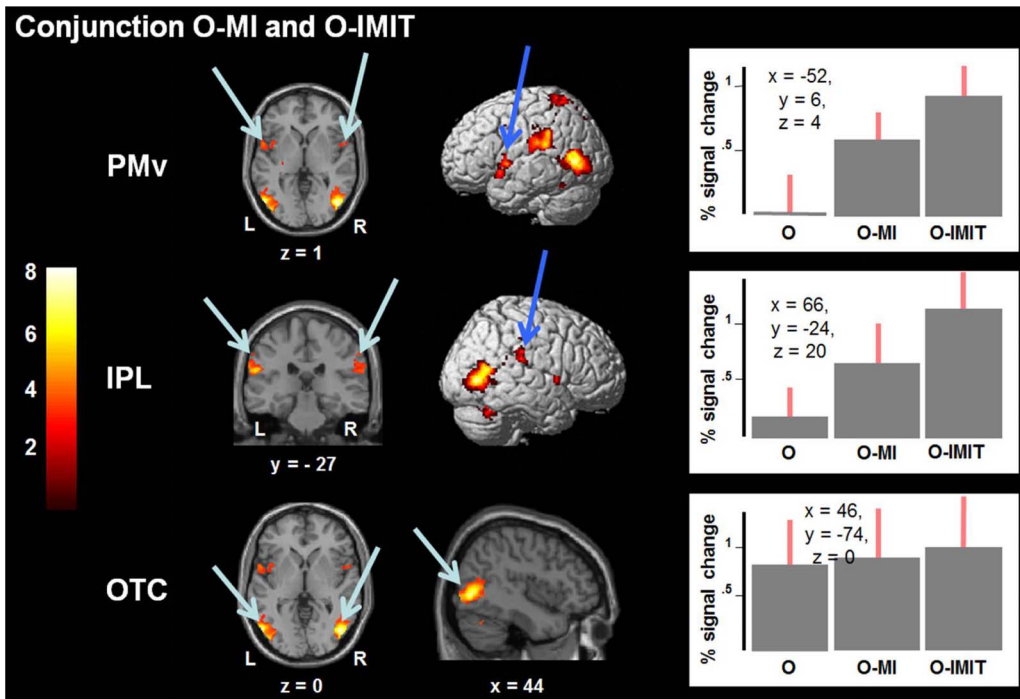 Conjunction O-MI and O-IMIT
PMv
L
R
z = 1
% signal change
1
.5
x = -52,
y = 6,
z = 4
O
O-MI
O-IMIT
8
6
4
2
IPL
L
R
y = - 27
% signal change
1
.5
x = 66,
y = -24,
z = 20
O
O-MI
O-IMIT
OTC
L
R
z = 0
x = 44
% signal change
1
.5
x = 46,
y = -74,
z = 0
O
O-MI
O-IMIT